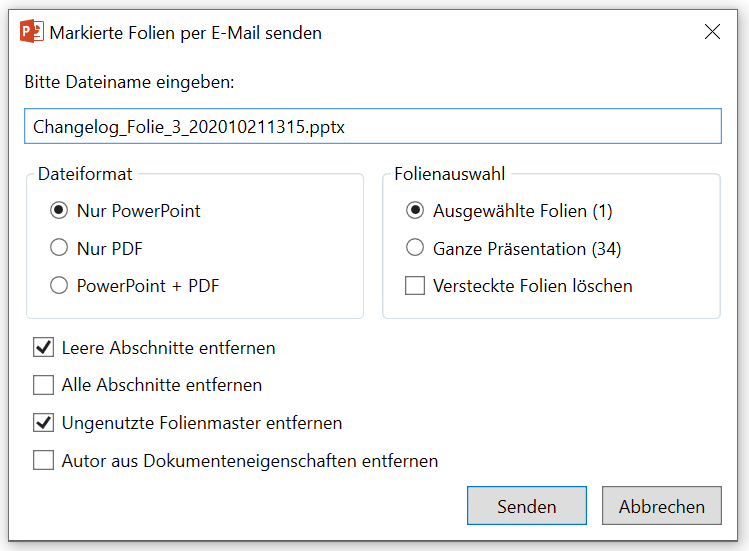 Markierte Folien per E-Mail senden
Bitte Dateiname eingeben:
Changelog_Folie_3_202010211315.pptx
Dateiformat
Nur PowerPoint
Nur PDF
PowerPoint + PDF
Folienauswahl
Ausgewählte Folien (1)
Ganze Präsentation (34)
Versteckte Folien löschen
Leere Abschnitte entfernen
Alle Abschnitte entfernen
Ungenutzte Folienmaster entfernen
Autor aus Dokumenteneigenschaften entfernen
Senden
Abbrechen